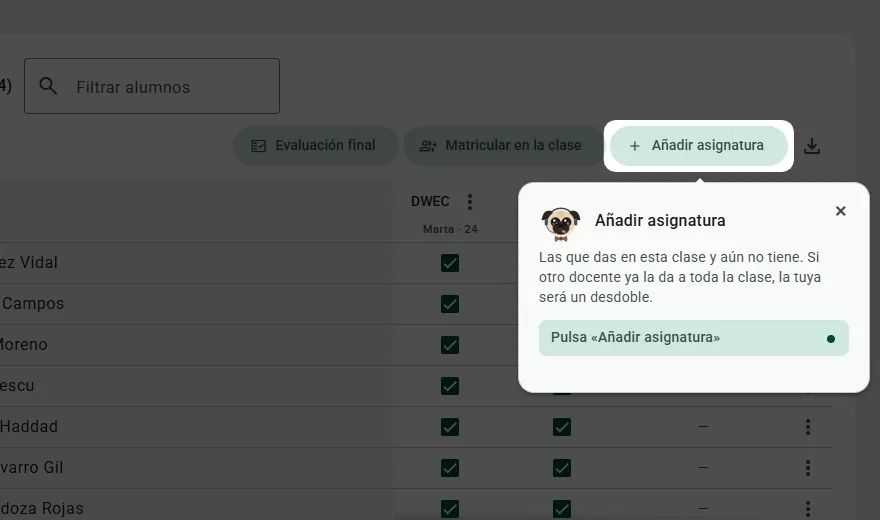 4)
Filtrar alumnos
Evaluación final
Matricular en la clase
Añadir asignatura
DWEC
Marta · 24
Añadir asignatura
Las que das en esta clase y aún no tiene. Si
otro docente ya la da a toda la clase, la tuya
será un desdoble.
Pulsa «Añadir asignatura»
ez Vidal
Campos
Moreno
escu
Haddad
varro Gil
doza Rojas